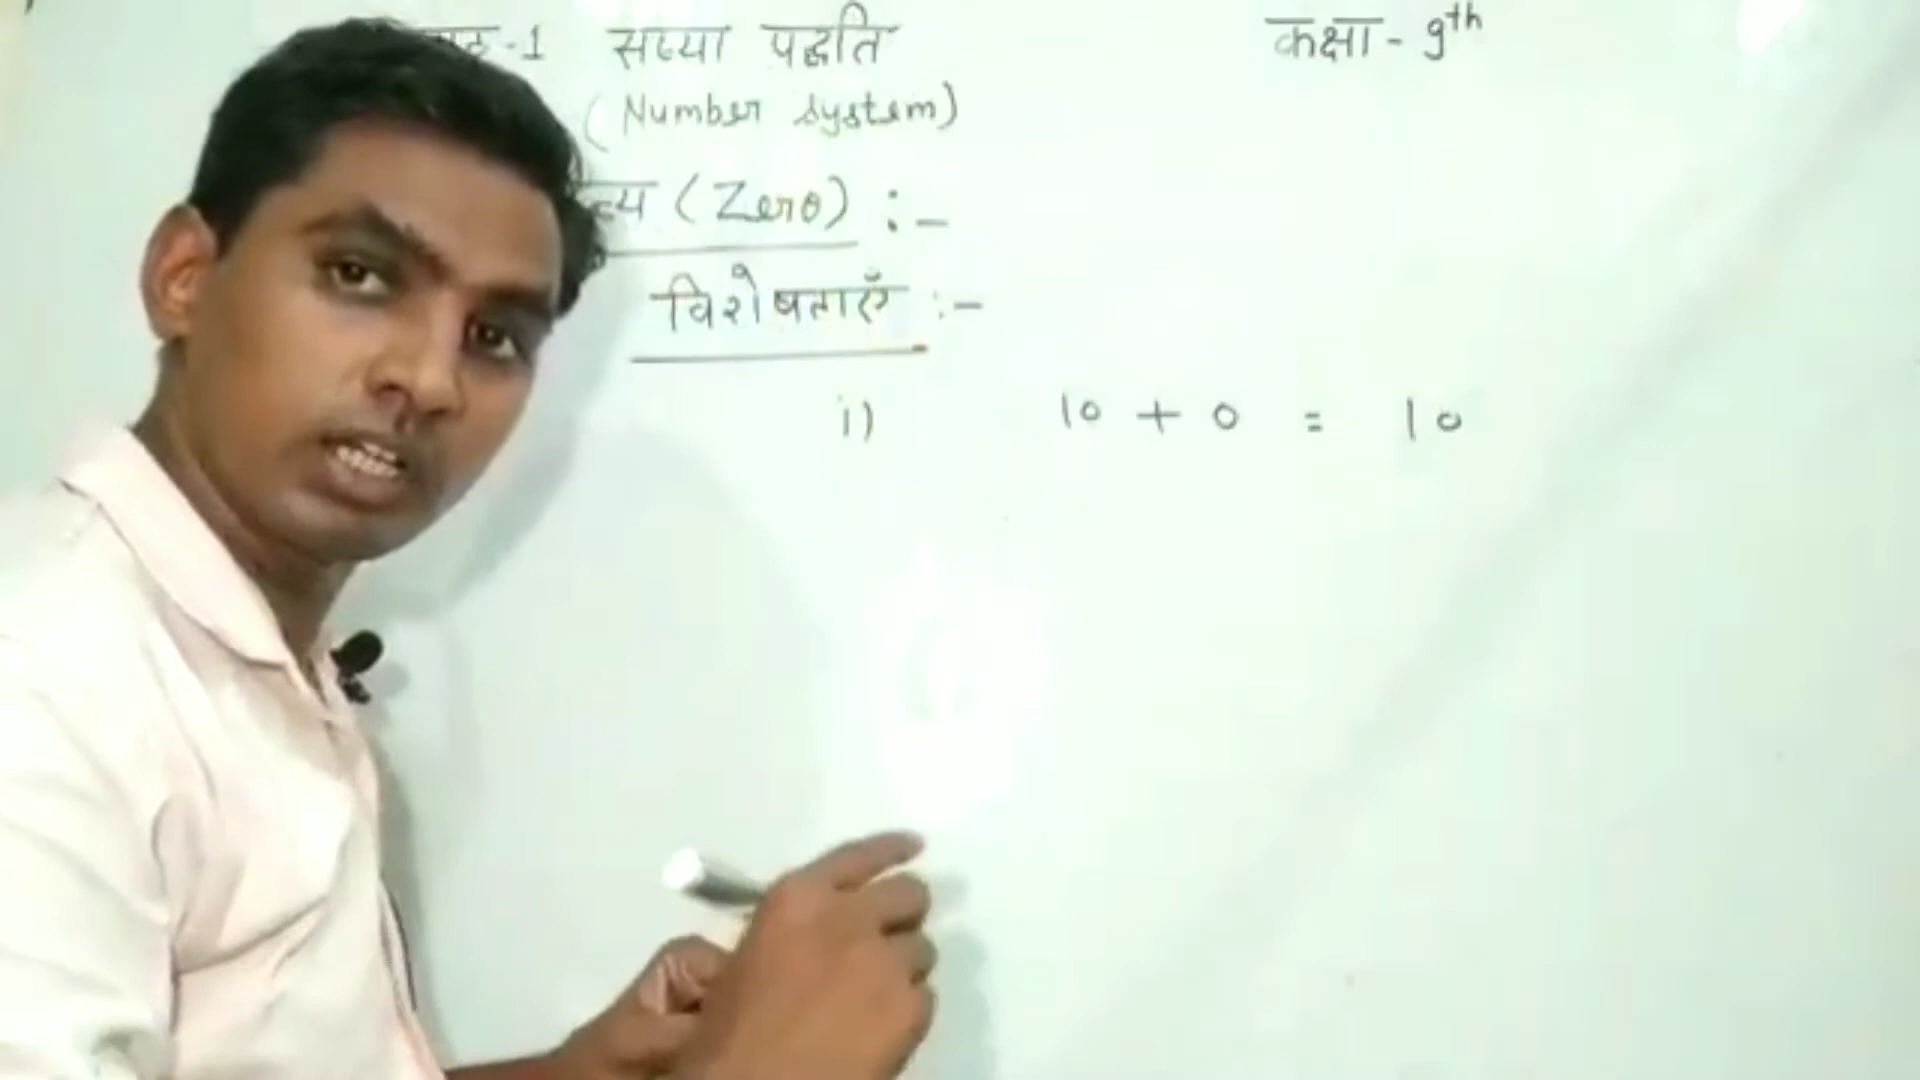 -1 संख्या पद्धति कक्षा - 9th
(Number System)
(Zero) :-
विशेषताएँ :-
i) 10 + 0 = 10